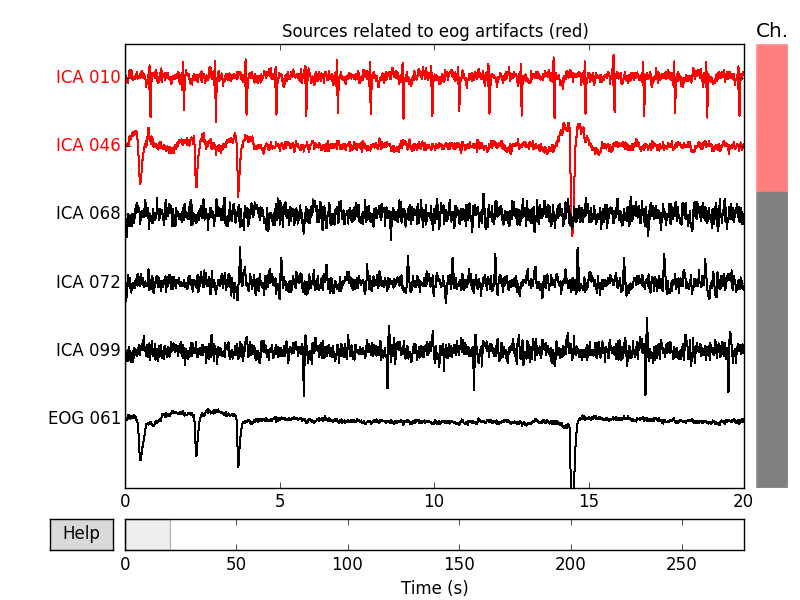 Sources related to eog artifacts (red)
Ch.
ICA 010
ICA 046
ICA 068
ICA 072
ICA 099
EOG 061
0 5 10 15 20
Help
0 50 100 150 200 250
Time (s)